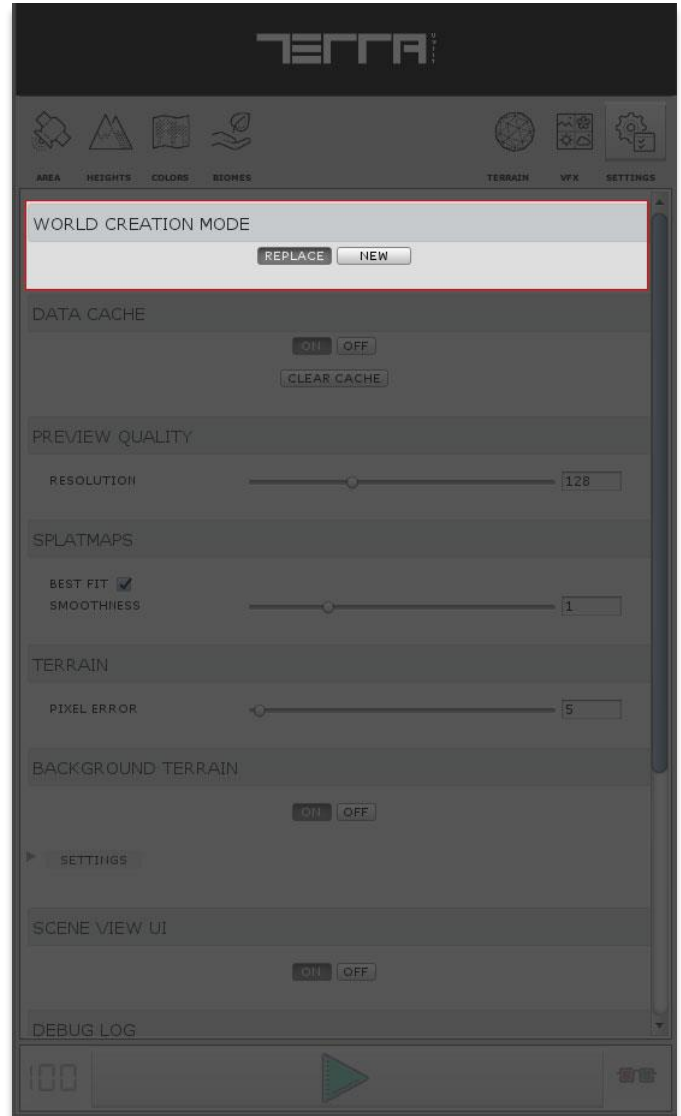 TERRA
UNITY
AREA HEIGHTS COLORS BIOMES TERRAIN VFX SETTINGS
WORLD CREATION MODE
REPLACE NEW
DATA CACHE
ON OFF
CLEAR CACHE
PREVIEW QUALITY
RESOLUTION 128
SPLATMAPS
BEST FIT
SMOOTHNESS 1
TERRAIN
PIXEL ERROR 5
BACKGROUND TERRAIN
ON OFF
SETTINGS
SCENE VIEW UI
ON OFF
DEBUG LOG
100